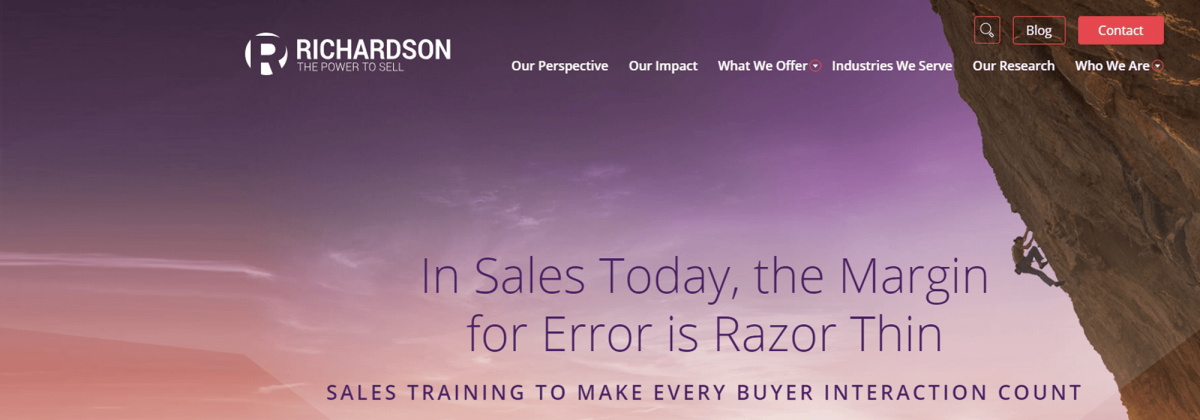 Blog
Contact
R RICHARDSON
THE POWER TO SELL
Our Perspective Our Impact What We Offer Industries We Serve Our Research Who We Are
In Sales Today, the Margin
for Error is Razor Thin
SALES TRAINING TO MAKE EVERY BUYER INTERACTION COUNT